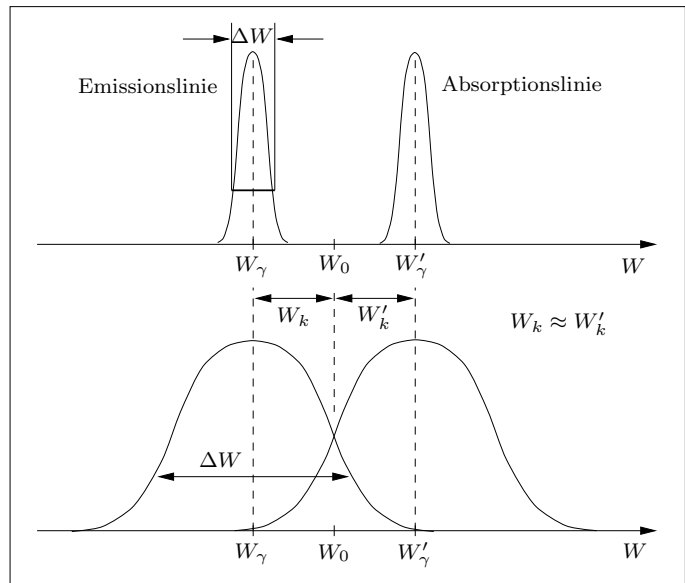 ΔW
Emissionslinie
Absorptionslinie
W_γ W_0 W'_γ W
W_k W'_k
W_k ≈ W'_k
ΔW
W_γ W_0 W'_γ W